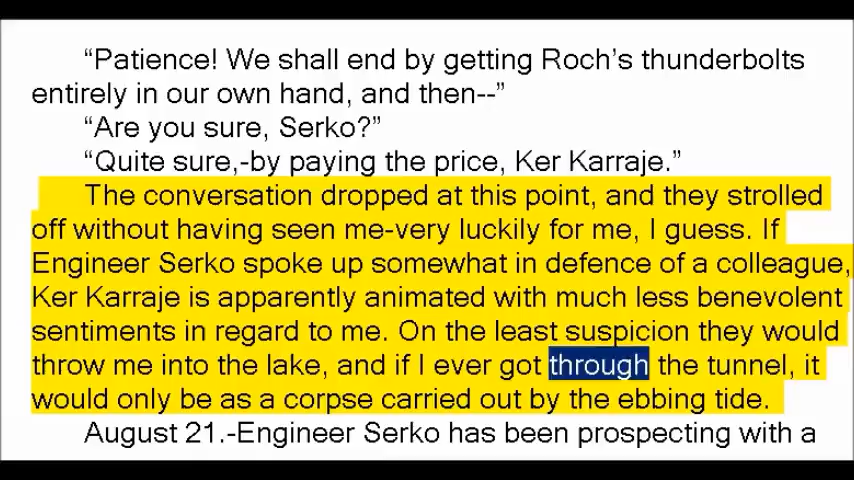 “Patience! We shall end by getting Roch’s thunderbolts
entirely in our own hand, and then--”
“Are you sure, Serko?”
“Quite sure,-by paying the price, Ker Karraje.”
The conversation dropped at this point, and they strolled
off without having seen me-very luckily for me, I guess. If
Engineer Serko spoke up somewhat in defence of a colleague,
Ker Karraje is apparently animated with much less benevolent
sentiments in regard to me. On the least suspicion they would
throw me into the lake, and if I ever got through the tunnel, it
would only be as a corpse carried out by the ebbing tide.
August 21.-Engineer Serko has been prospecting with a